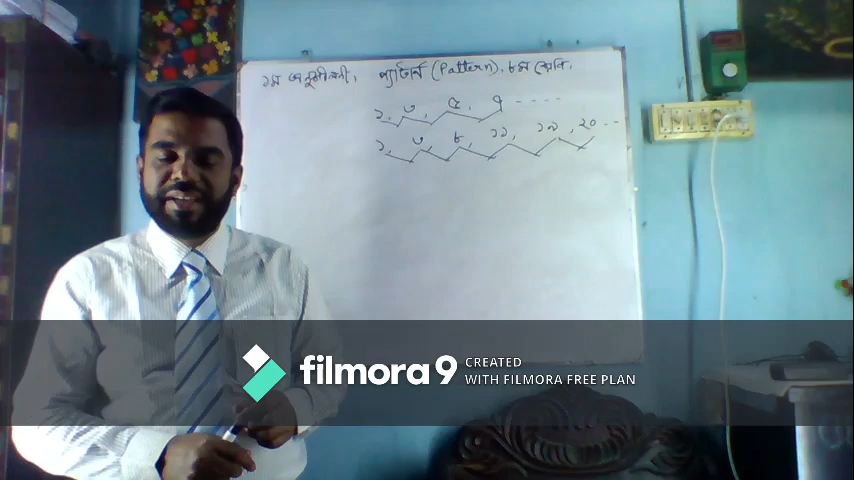 ১ম অনুশীলনী, প্যাটার্ন (Pattern). ৮ম শ্রেণি.
১, ৩, ৫, ৭ - - - -
১, ৩, ৮, ১১, ২০ - -
filmora 9 CREATED
WITH FILMORA FREE PLAN